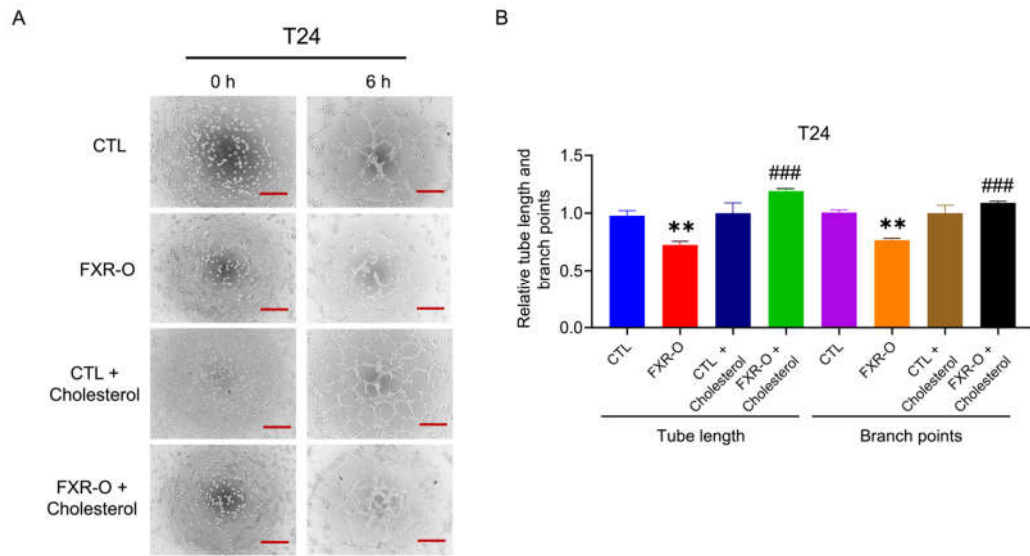 A
T24
0 h
6 h
CTL
FXR-O
CTL +
Cholesterol
FXR-O +
Cholesterol
B
T24
Relative tube length and
branch points
1.5
1.0
0.5
0.0
**
###
**
###
CTL
FXR-O
CTL +
Cholesterol
FXR-O +
Cholesterol
CTL
FXR-O
CTL +
Cholesterol
FXR-O +
Cholesterol
Tube length
Branch points